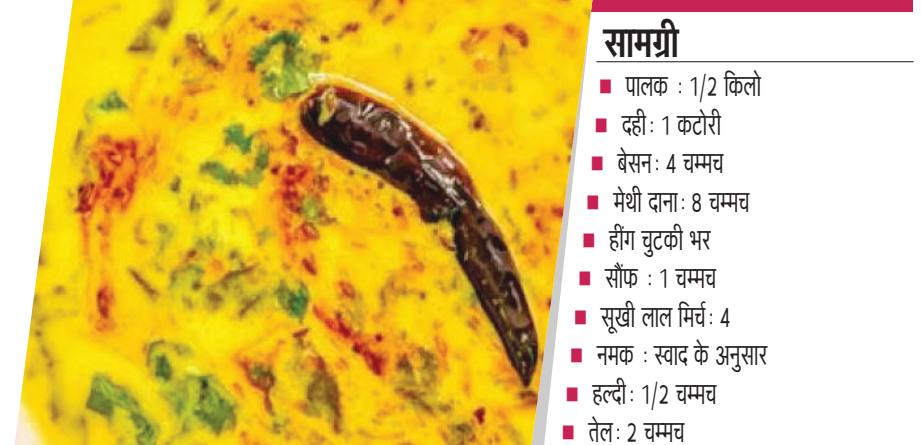 सामग्री
पालक : 1/2 किलो
दही: 1 कटोरी
बेसन: 4 चम्मच
मेथी दाना: 8 चम्मच
हींग चुटकी भर
सौंफ : 1 चम्मच
सूखी लाल मिर्च: 4
नमक : स्वाद के अनुसार
हल्दी: 1/2 चम्मच
तेल: 2 चम्मच